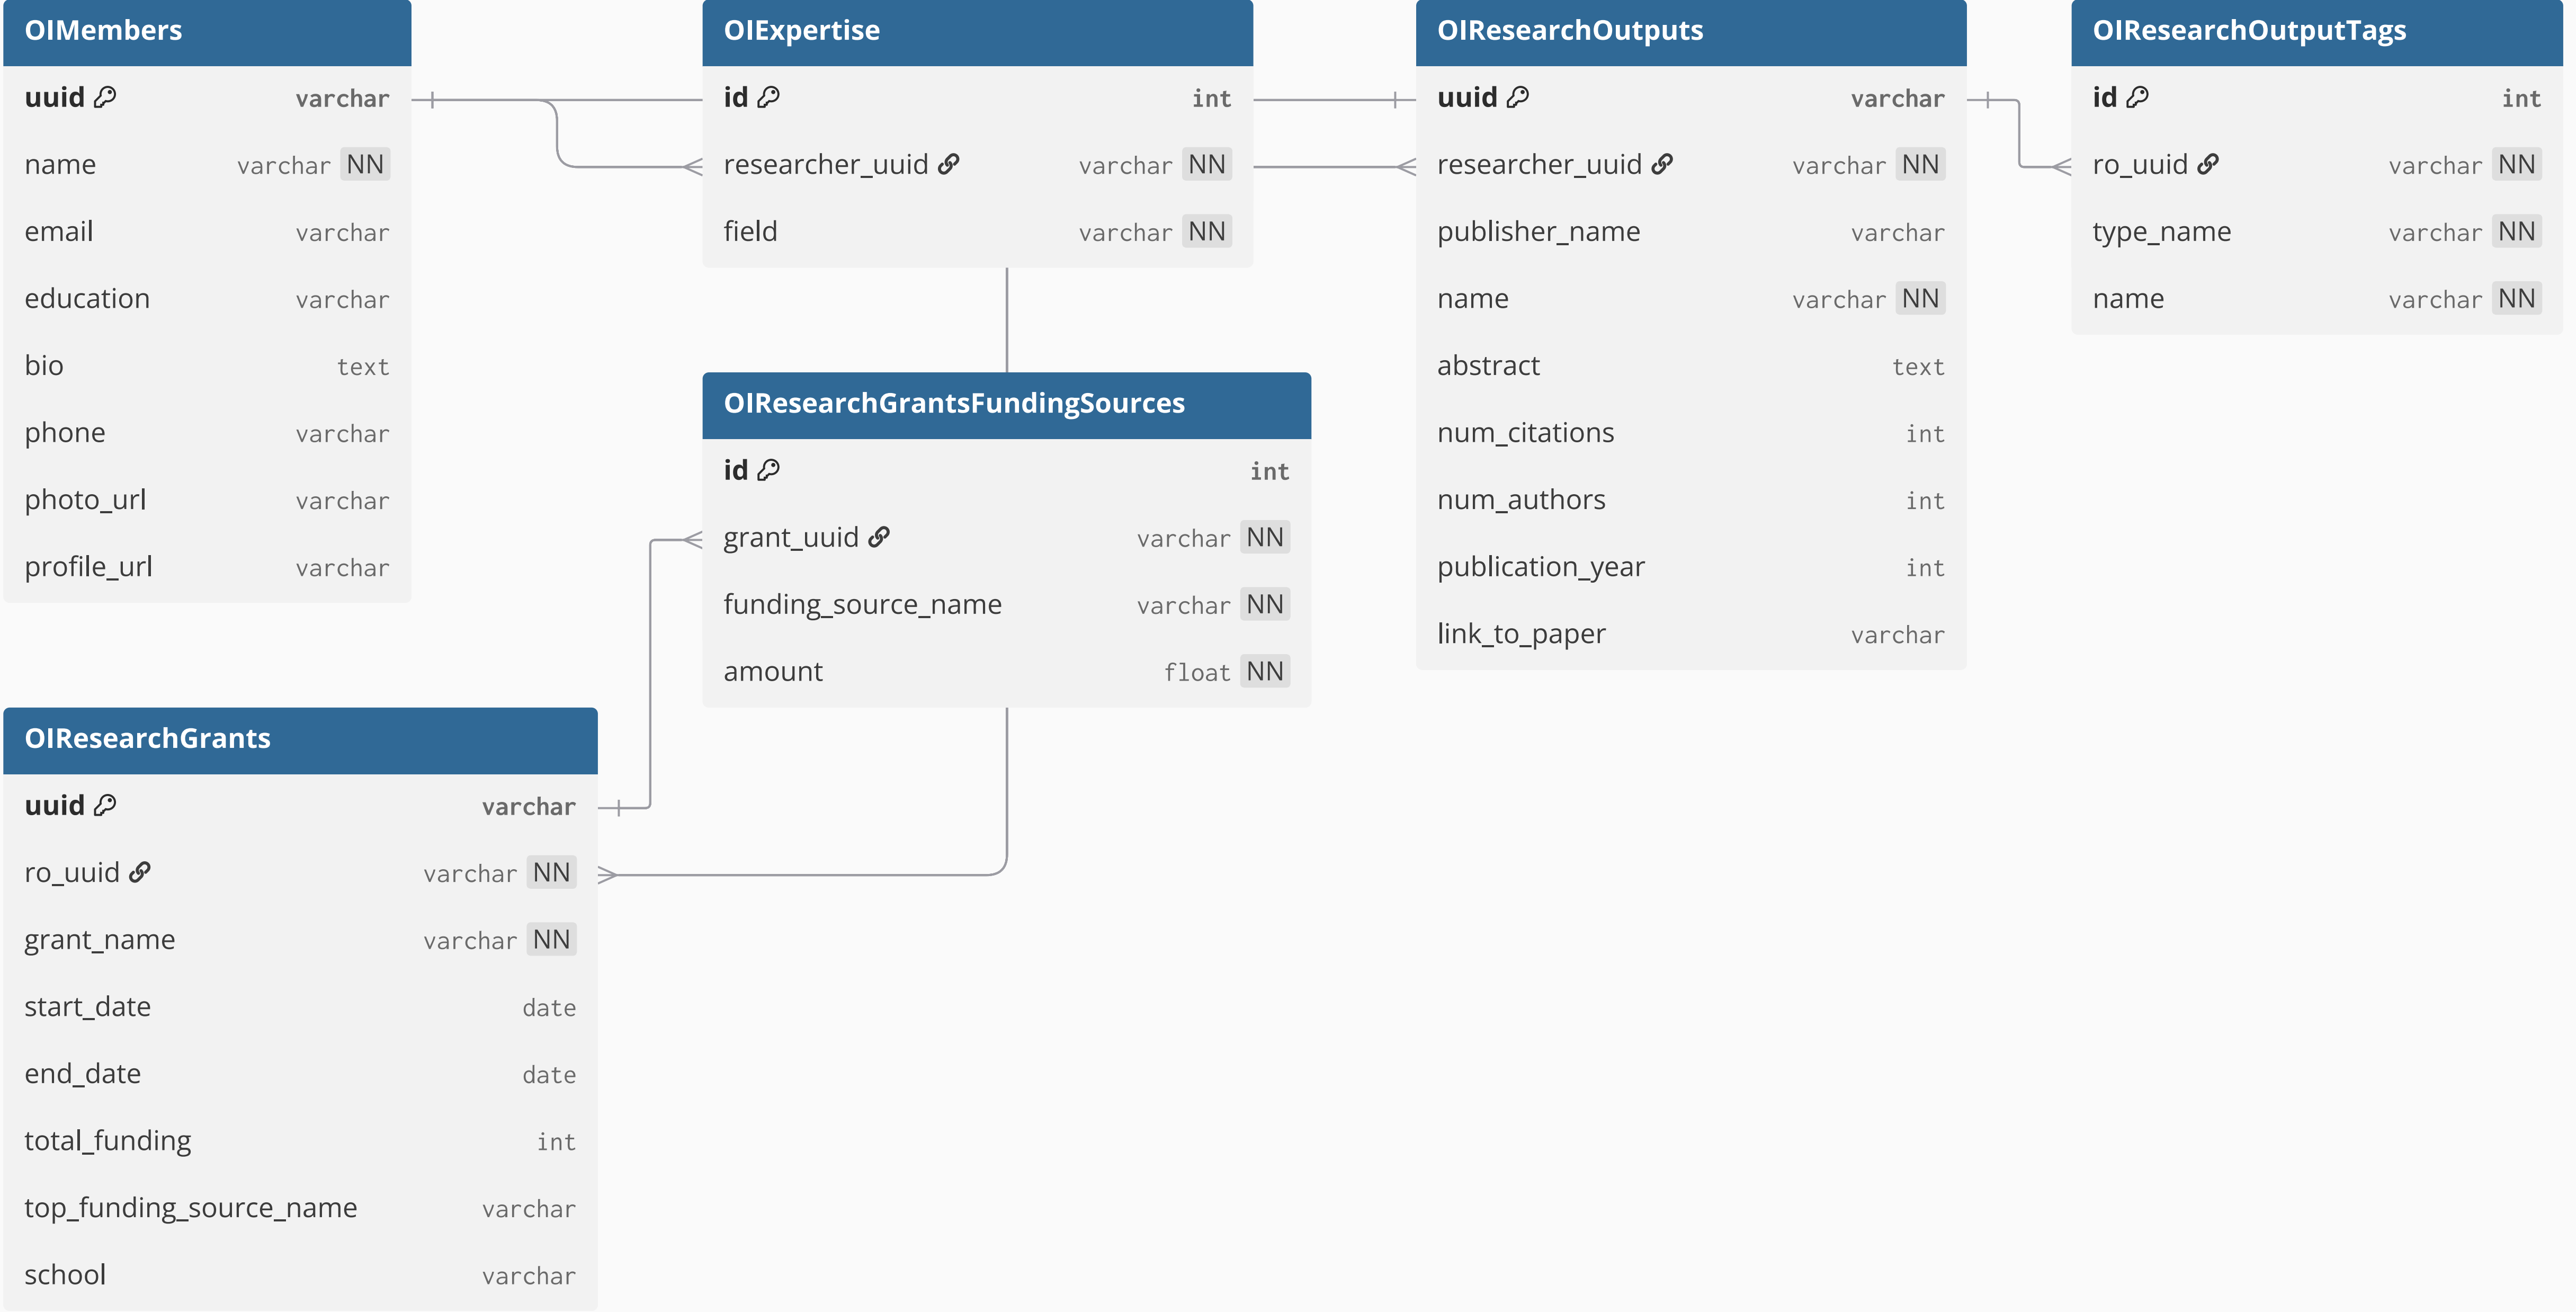 OIMembers
uuid varchar
name varchar NN
email varchar
education varchar
bio text
phone varchar
photo_url varchar
profile_url varchar
OIExpertise
id int
researcher_uuid varchar NN
field varchar NN
OIResearchOutputs
uuid varchar
researcher_uuid varchar NN
publisher_name varchar
name varchar NN
abstract text
num_citations int
num_authors int
publication_year int
link_to_paper varchar
OIResearchOutputTags
id int
ro_uuid varchar NN
type_name varchar NN
name varchar NN
OIResearchGrantsFundingSources
id int
grant_uuid varchar NN
funding_source_name varchar NN
amount float NN
OIResearchGrants
uuid varchar
ro_uuid varchar NN
grant_name varchar NN
start_date date
end_date date
total_funding int
top_funding_source_name varchar
school varchar